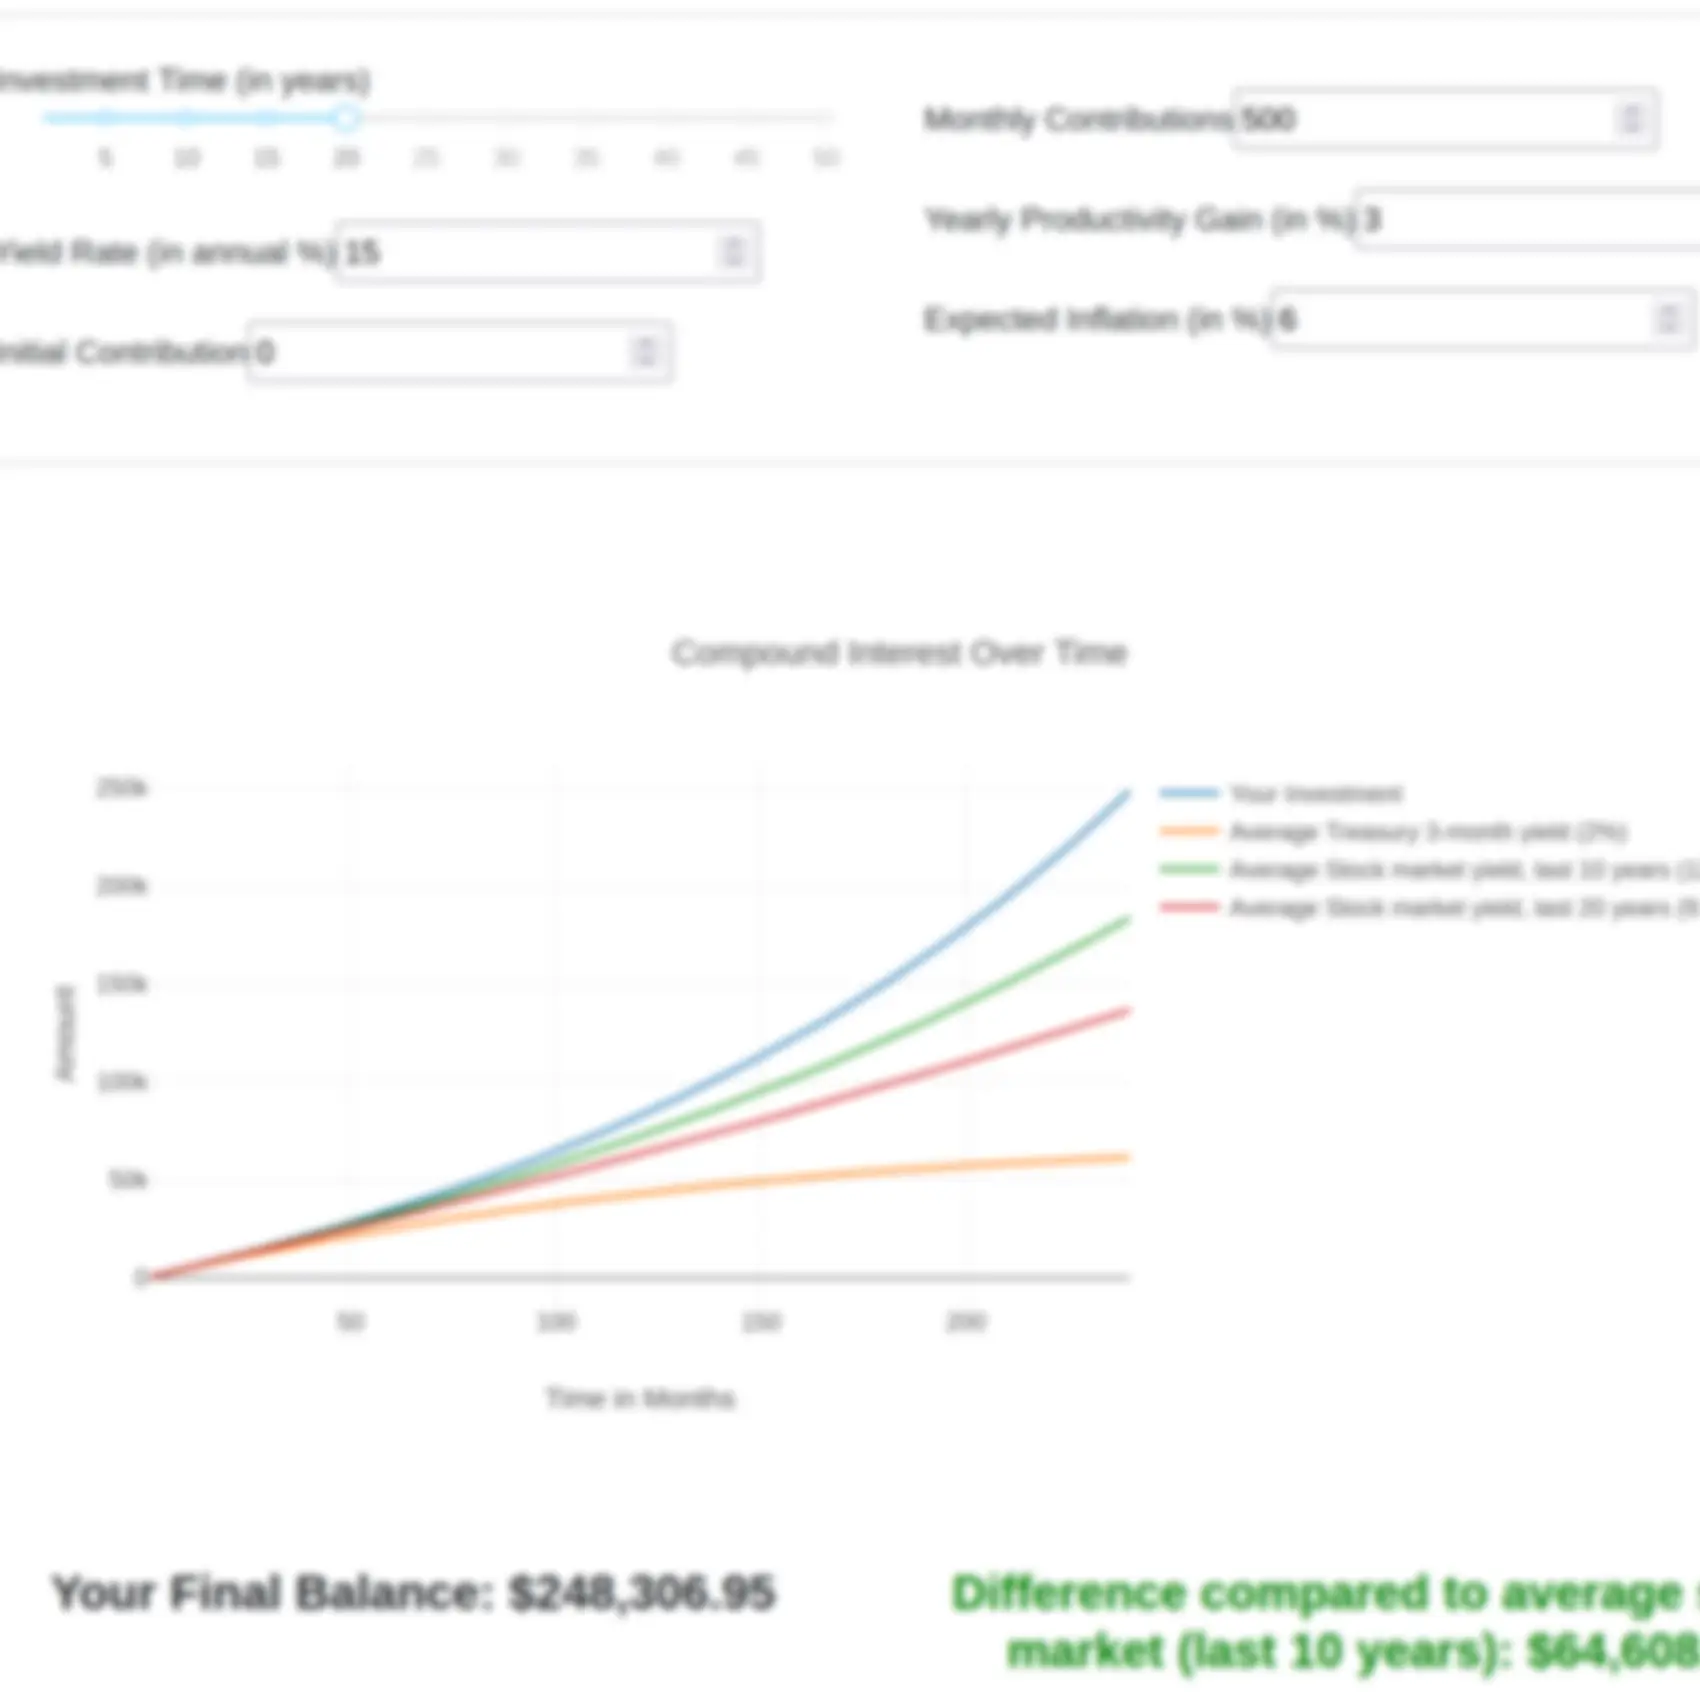 Investment Time (in years)
5 10 15 20 25 30 35 40 45 50
Yield Rate (in annual %) 15
Initial Contribution 0
Monthly Contributions 500
Yearly Productivity Gain (in %) 3
Expected Inflation (in %) 6
Compound Interest Over Time
250k
200k
150k
100k
50k
0
Amount
50 100 150 200
Time in Months
Your Investment
Average Treasury 3-month yield (2%)
Average Stock market yield, last 10 years
Average Stock market yield, last 20 years
Your Final Balance: $248,306.95
Difference compared to average
market (last 10 years): $64,608